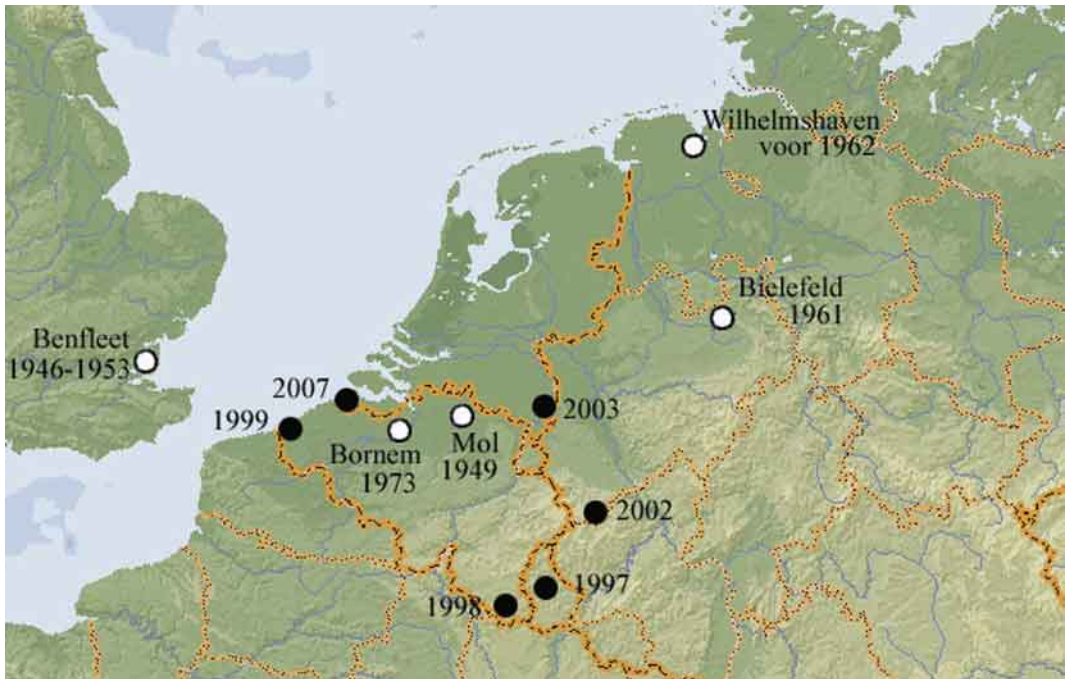 Wilhelmshaven
voor 1962
Bielefeld
1961
Benfleet
1946-1953
2007
1999
2003
Bornem
1973
Mol
1949
2002
1997
1998